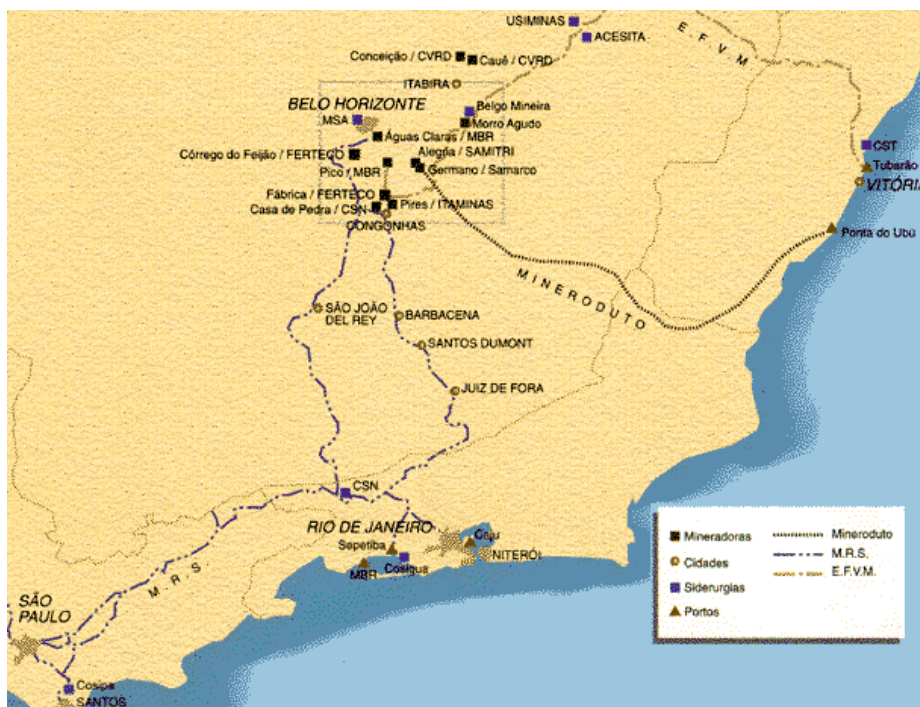 USIMINAS
ACESITA
E.F.V.M
Conceição / CVRD
Cauê / CVRD
ITABIRA
BELO HORIZONTE
MSA
Belgo Mineira
Morro Agudo
Águas Claras / MBR
Córrego do Feijão / FERTECO
Alegria / SAMITRI
Pico / MBR
Germano / Samarco
Fábrica / FERTECO
Pires / ITAMINAS
Casa de Pedra / CSN
CONGONHAS
CST
Tubarão
VITÓRIA
Ponta do Ubú
MINERODUTO
SÃO JOÃO
DEL REY
BARBACENA
SANTOS DUMONT
JUIZ DE FORA
CSN
RIO DE JANEIRO
Caju
Sepetiba
NITERÓI
Cosigua
MBR
M.R.S
SÃO
PAULO
Cosipa
SANTOS
Mineradoras
Cidades
Siderurgias
Portos
Mineroduto
M.R.S.
E.F.V.M.